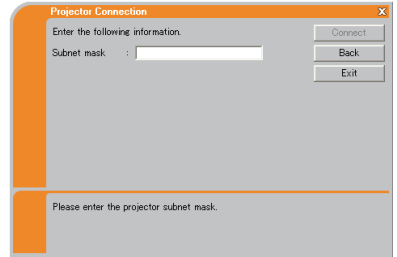 Projector Connection X
Enter the following information.
Connect
Subnet mask :
Back
Exit
Please enter the projector subnet mask.